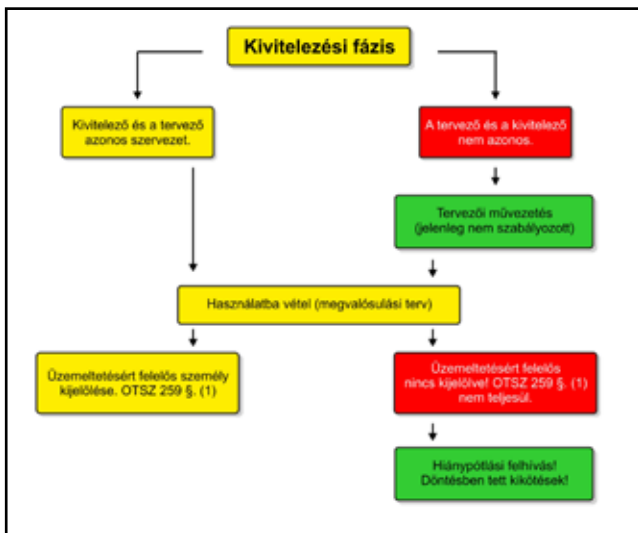 Kivitelezési fázis
Kivitelező és a tervező
azonos szervezet.
A tervező és a kivitelező
nem azonos.
Tervezői művezetés
(jelenleg nem szabályozott)
Használatba vétel (megvalósulási terv)
Üzemeltetésért felelős személy
kijelölése. OTSZ 259 §. (1)
Üzemeltetésért felelős
nincs kijelölve! OTSZ 259 §. (1)
nem teljesül.
Hiánypótlási felhívás!
Döntésben tett kikötések!